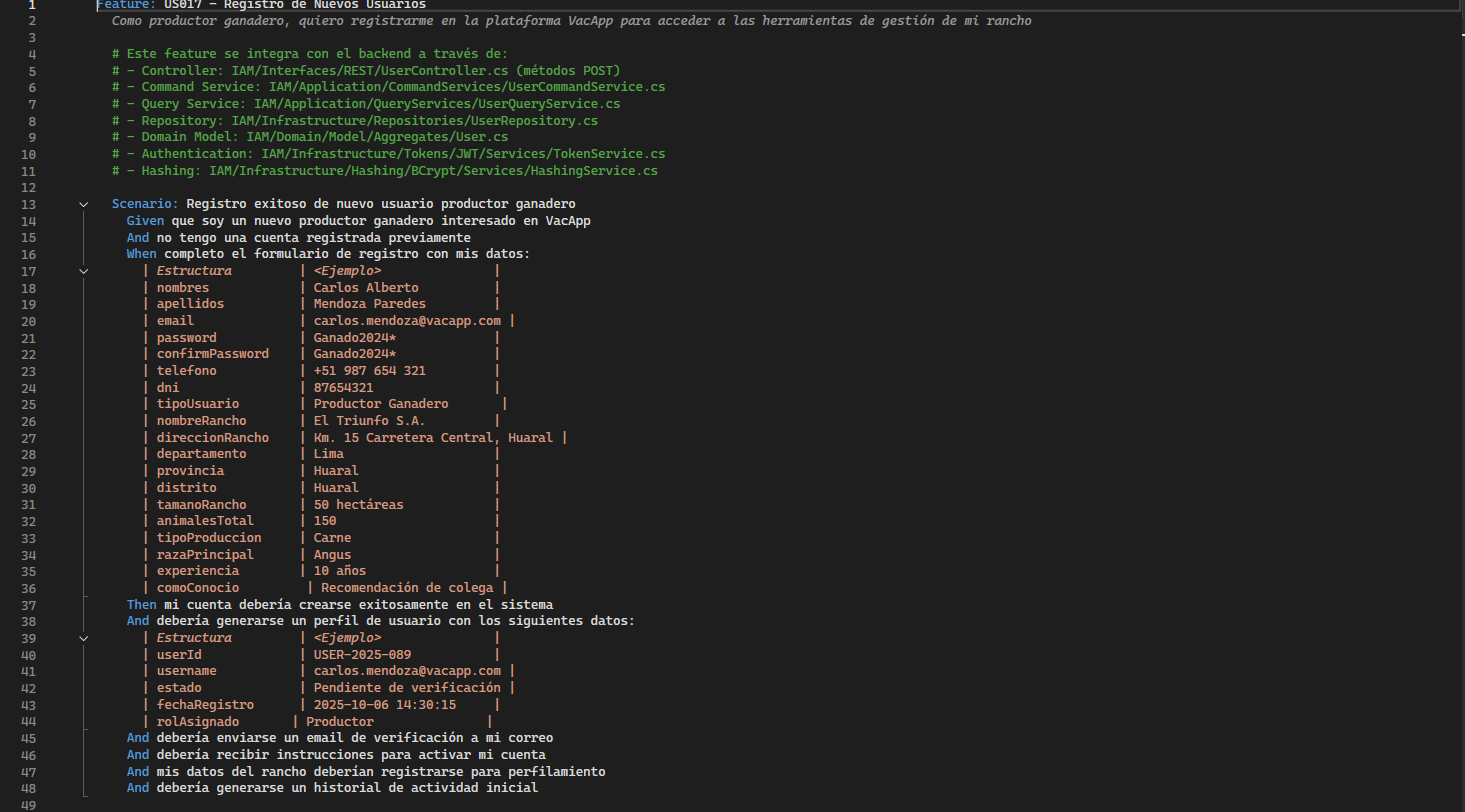 1 Feature: US017 - Registro de Nuevos Usuarios
2 Como productor ganadero, quiero registrarme en la plataforma VacApp para acceder a las herramientas de gestión de mi rancho
3
4 # Este feature se integra con el backend a través de:
5 # - Controller: IAM/Interfaces/REST/UserController.cs (métodos POST)
6 # - Command Service: IAM/Application/CommandServices/UserCommandService.cs
7 # - Query Service: IAM/Application/QueryServices/UserQueryService.cs
8 # - Repository: IAM/Infrastructure/Repositories/UserRepository.cs
9 # - Domain Model: IAM/Domain/Model/Aggregates/User.cs
10 # - Authentication: IAM/Infrastructure/Tokens/JWT/Services/TokenService.cs
11 # - Hashing: IAM/Infrastructure/Hashing/BCrypt/Services/HashingService.cs
12
13 Scenario: Registro exitoso de nuevo usuario productor ganadero
14 Given que soy un nuevo productor ganadero interesado en VacApp
15 And no tengo una cuenta registrada previamente
16 When completo el formulario de registro con mis datos:
17 | Estructura | <Ejemplo> |
18 | nombres | Carlos Alberto |
19 | apellidos | Mendoza Paredes |
20 | email | carlos.mendoza@vacapp.com |
21 | password | Ganado2024* |
22 | confirmPassword | Ganado2024* |
23 | telefono | +51 987 654 321 |
24 | dni | 87654321 |
25 | tipoUsuario | Productor Ganadero |
26 | nombreRancho | El Triunfo S.A. |
27 | direccionRancho | Km. 15 Carretera Central, Huaral |
28 | departamento | Lima |
29 | provincia | Huaral |
30 | distrito | Huaral |
31 | tamanoRancho | 50 hectáreas |
32 | animalesTotal | 150 |
33 | tipoProduccion | Carne |
34 | razaPrincipal | Angus |
35 | experiencia | 10 años |
36 | comoConocio | Recomendación de colega |
37 Then mi cuenta debería crearse exitosamente en el sistema
38 And debería generarse un perfil de usuario con los siguientes datos:
39 | Estructura | <Ejemplo> |
40 | userId | USER-2025-089 |
41 | username | carlos.mendoza@vacapp.com |
42 | estado | Pendiente de verificación |
43 | fechaRegistro | 2025-10-06 14:30:15 |
44 | rolAsignado | Productor |
45 And debería enviarse un email de verificación a mi correo
46 And debería recibir instrucciones para activar mi cuenta
47 And mis datos del rancho deberían registrarse para perfilamiento
48 And debería generarse un historial de actividad inicial
49